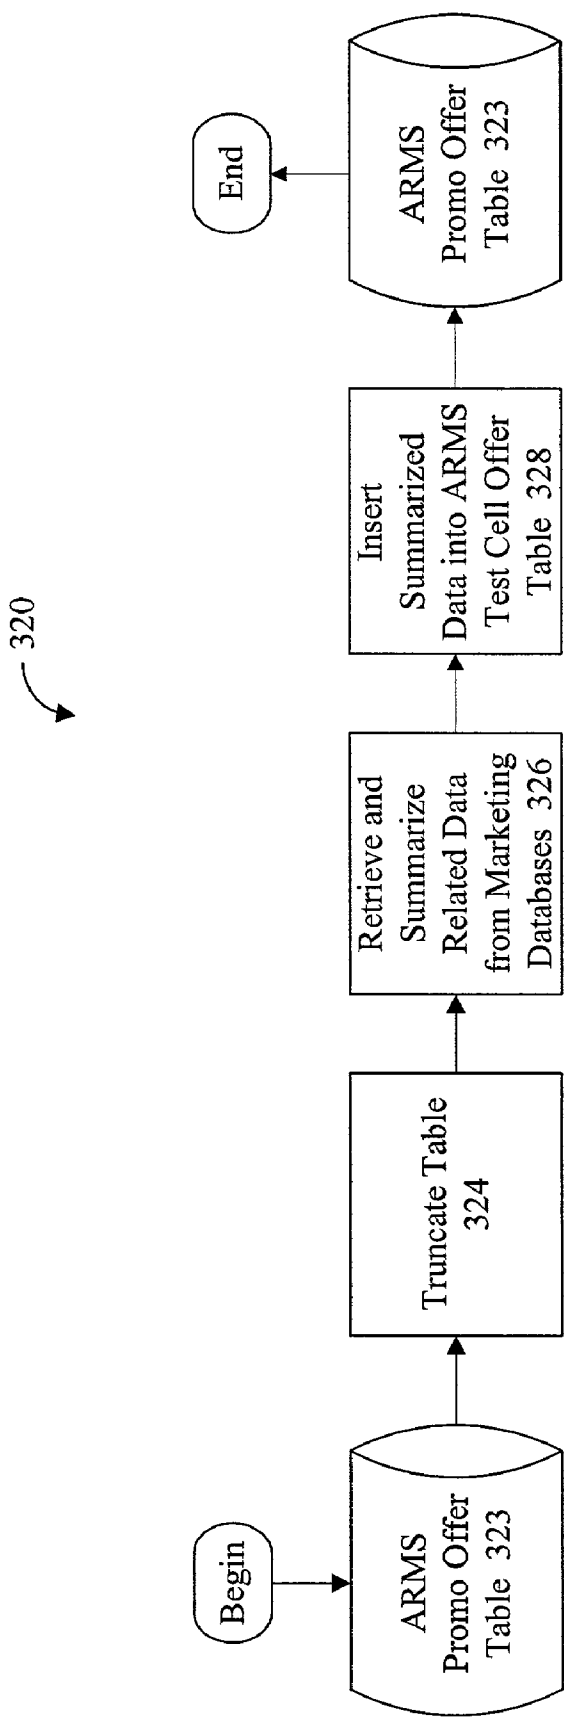 320
Begin
ARMS
Promo Offer
Table 323
Truncate Table
324
Retrieve and
Summarize
Related Data
from Marketing
Databases 326
Insert
Summarized
Data into ARMS
Test Cell Offer
Table 328
ARMS
Promo Offer
Table 323
End